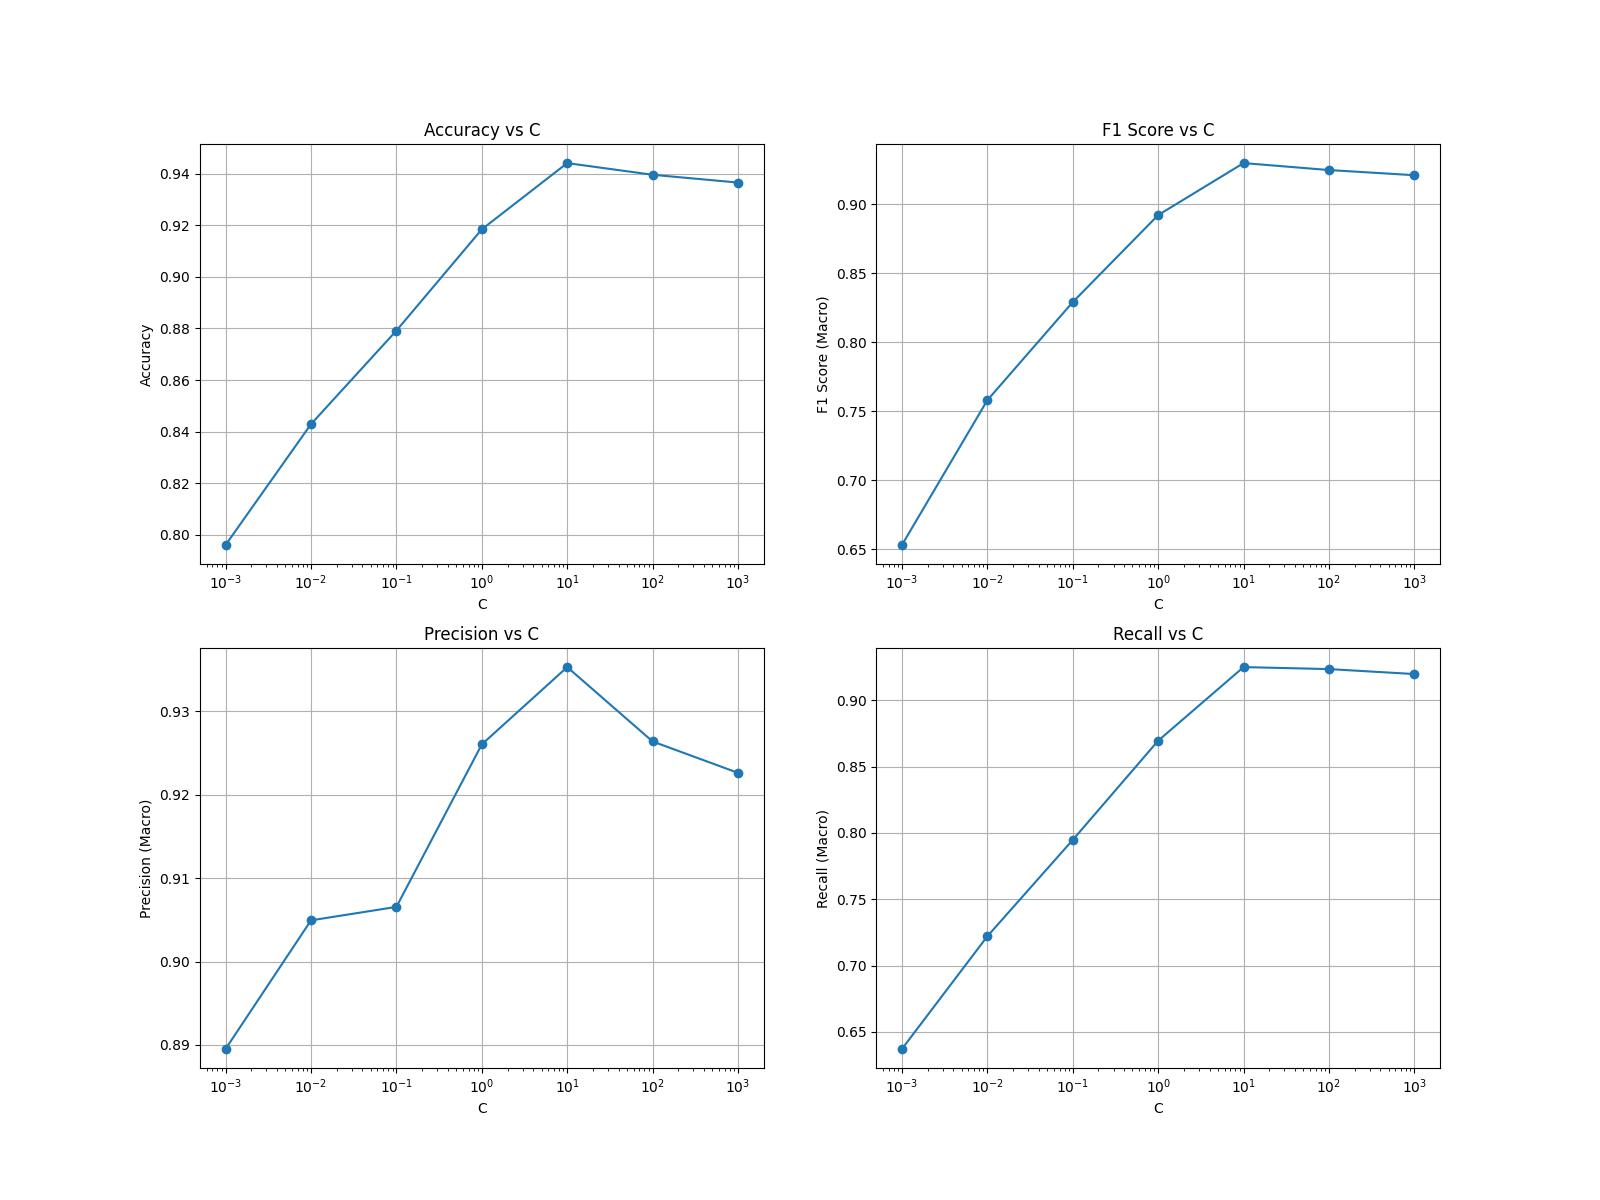 Accuracy vs C
0.94
0.92
0.90
0.88
0.86
0.84
0.82
0.80
Accuracy
10⁻³ 10⁻² 10⁻¹ 10⁰ 10¹ 10² 10³
C
F1 Score vs C
0.90
0.85
0.80
0.75
0.70
0.65
F1 Score (Macro)
10⁻³ 10⁻² 10⁻¹ 10⁰ 10¹ 10² 10³
C
Precision vs C
0.93
0.92
0.91
0.90
0.89
Precision (Macro)
10⁻³ 10⁻² 10⁻¹ 10⁰ 10¹ 10² 10³
C
Recall vs C
0.90
0.85
0.80
0.75
0.70
0.65
Recall (Macro)
10⁻³ 10⁻² 10⁻¹ 10⁰ 10¹ 10² 10³
C